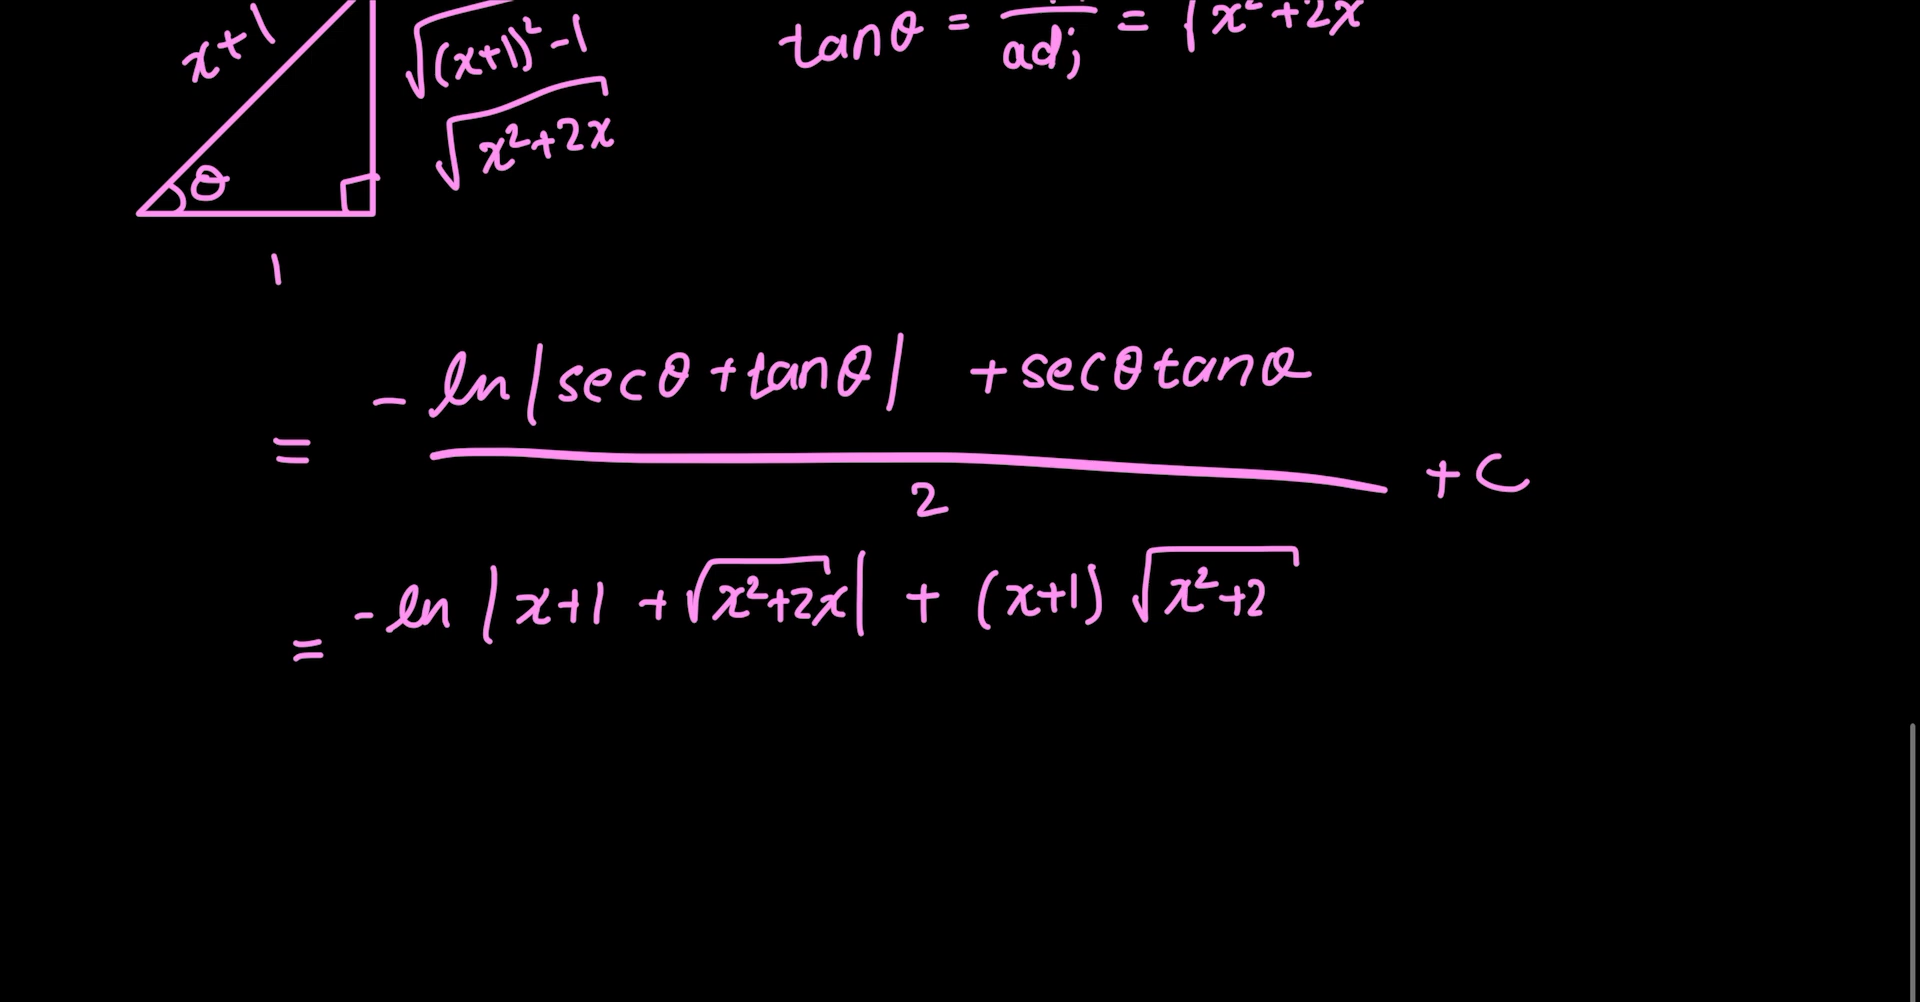 x+1
√((x+1)²-1
tanθ = /adj = √x²+2x
√(x²+2x)
θ
1
-ln|secθ+tanθ| +secθtanθ
= +C
2
= -ln|x+1+√(x²+2x)| + (x+1)√(x²+2